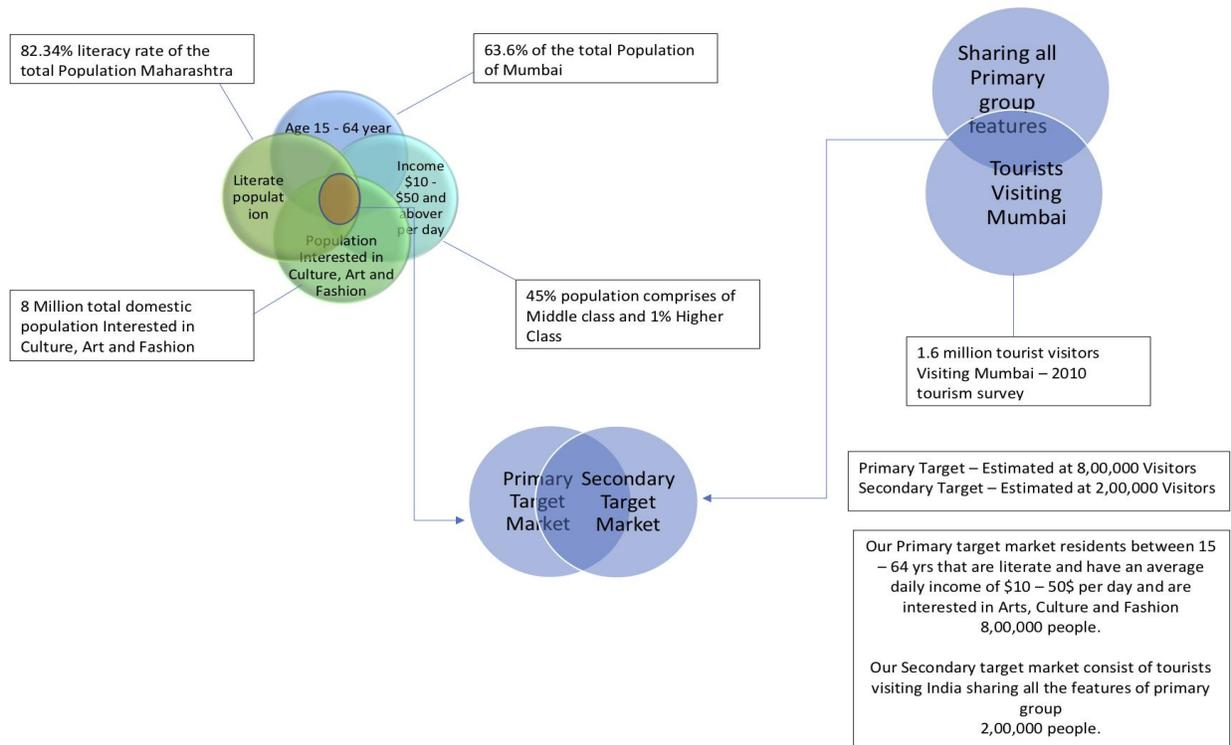 82.34% literacy rate of the
total Population Maharashtra
63.6% of the total Population
of Mumbai
Age 15 - 64 year
Literate
populat
ion
Income
$10 -
$50 and
abover
per day
Population
Interested in
Culture, Art and
Fashion
8 Million total domestic
population Interested in
Culture, Art and Fashion
45% population comprises of
Middle class and 1% Higher
Class
Sharing all
Primary
group
features
Tourists
Visiting
Mumbai
1.6 million tourist visitors
Visiting Mumbai – 2010
tourism survey
Primary
Target
Market
Secondary
Target
Market
Primary Target – Estimated at 8,00,000 Visitors
Secondary Target – Estimated at 2,00,000 Visitors
Our Primary target market residents between 15
– 64 yrs that are literate and have an average
daily income of $10 – 50$ per day and are
interested in Arts, Culture and Fashion
8,00,000 people.
Our Secondary target market consist of tourists
visiting India sharing all the features of primary
group
2,00,000 people.